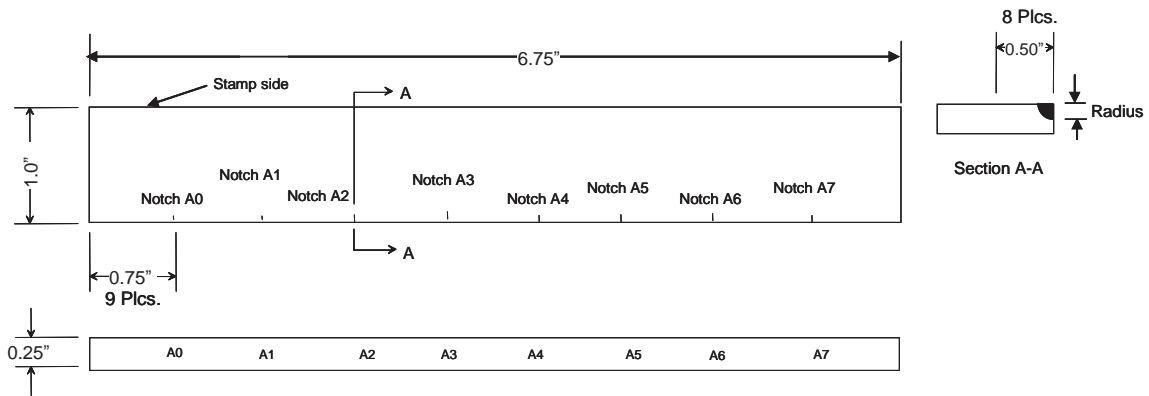 8 Plcs.
0.50”
6.75”
Stamp side
A
Radius
1.0”
Section A-A
Notch A0
Notch A1
Notch A2
Notch A3
Notch A4
Notch A5
Notch A6
Notch A7
A
0.75”
9 Plcs.
0.25”
A0 A1 A2 A3 A4 A5 A6 A7